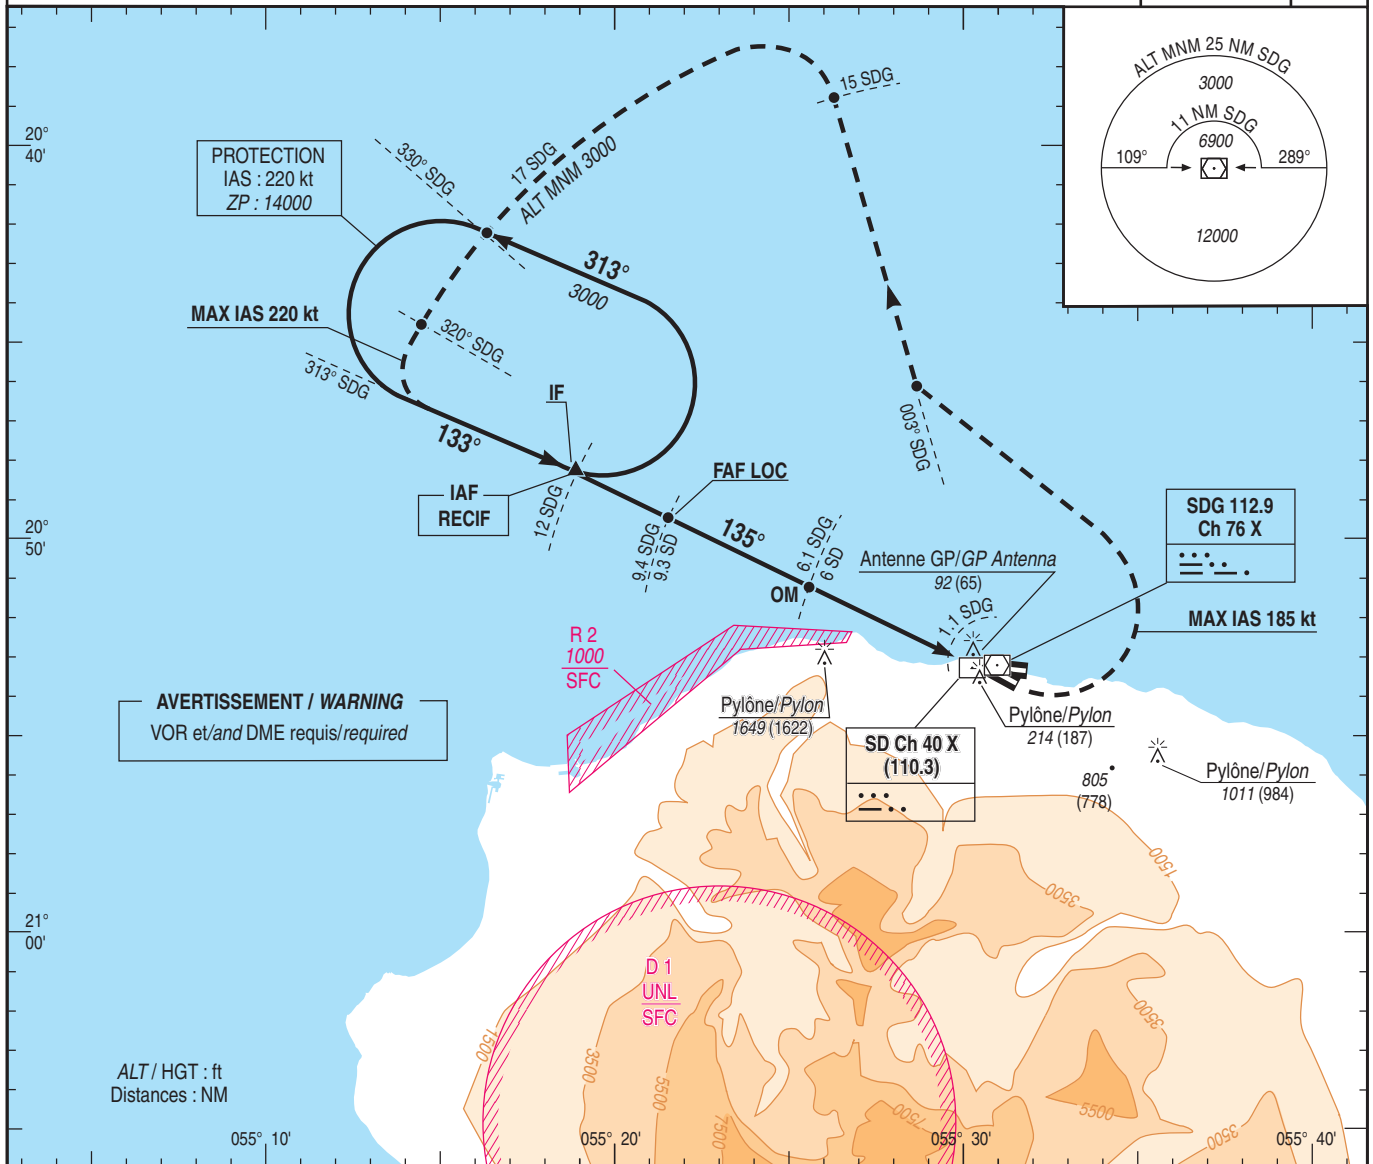 ALT MNM 25 NM SDG
3000
11 NM SDG
6900
109°
289°
12000
15 SDG
20°
40'
PROTECTION
IAS : 220 kt
ZP : 14000
330° SDG
17 SDG
ALT MNM 3000
313°
3000
MAX IAS 220 kt
320° SDG
313° SDG
IF
003° SDG
133°
IAF
RECIF
12 SDG
FAF LOC
9.4 SDG
9.3 SD
135°
6.1 SDG
6 SD
OM
20°
50'
SDG 112.9
Ch 76 X
Antenne GP/GP Antenna
92 (65)
1.1 SDG
MAX IAS 185 kt
R 2
1000
SFC
AVERTISSEMENT / WARNING
VOR et/and DME requis/required
Pylône/Pylon
1649 (1622)
Pylône/Pylon
214 (187)
SD Ch 40 X
(110.3)
805
(778)
Pylône/Pylon
1011 (984)
1500
3500
21°
00'
D 1
UNL
SFC
3500
1500
3500
5500
7500
7500
5500
3500
ALT / HGT : ft
Distances : NM
055° 10'
055° 20'
055° 30'
055° 40'